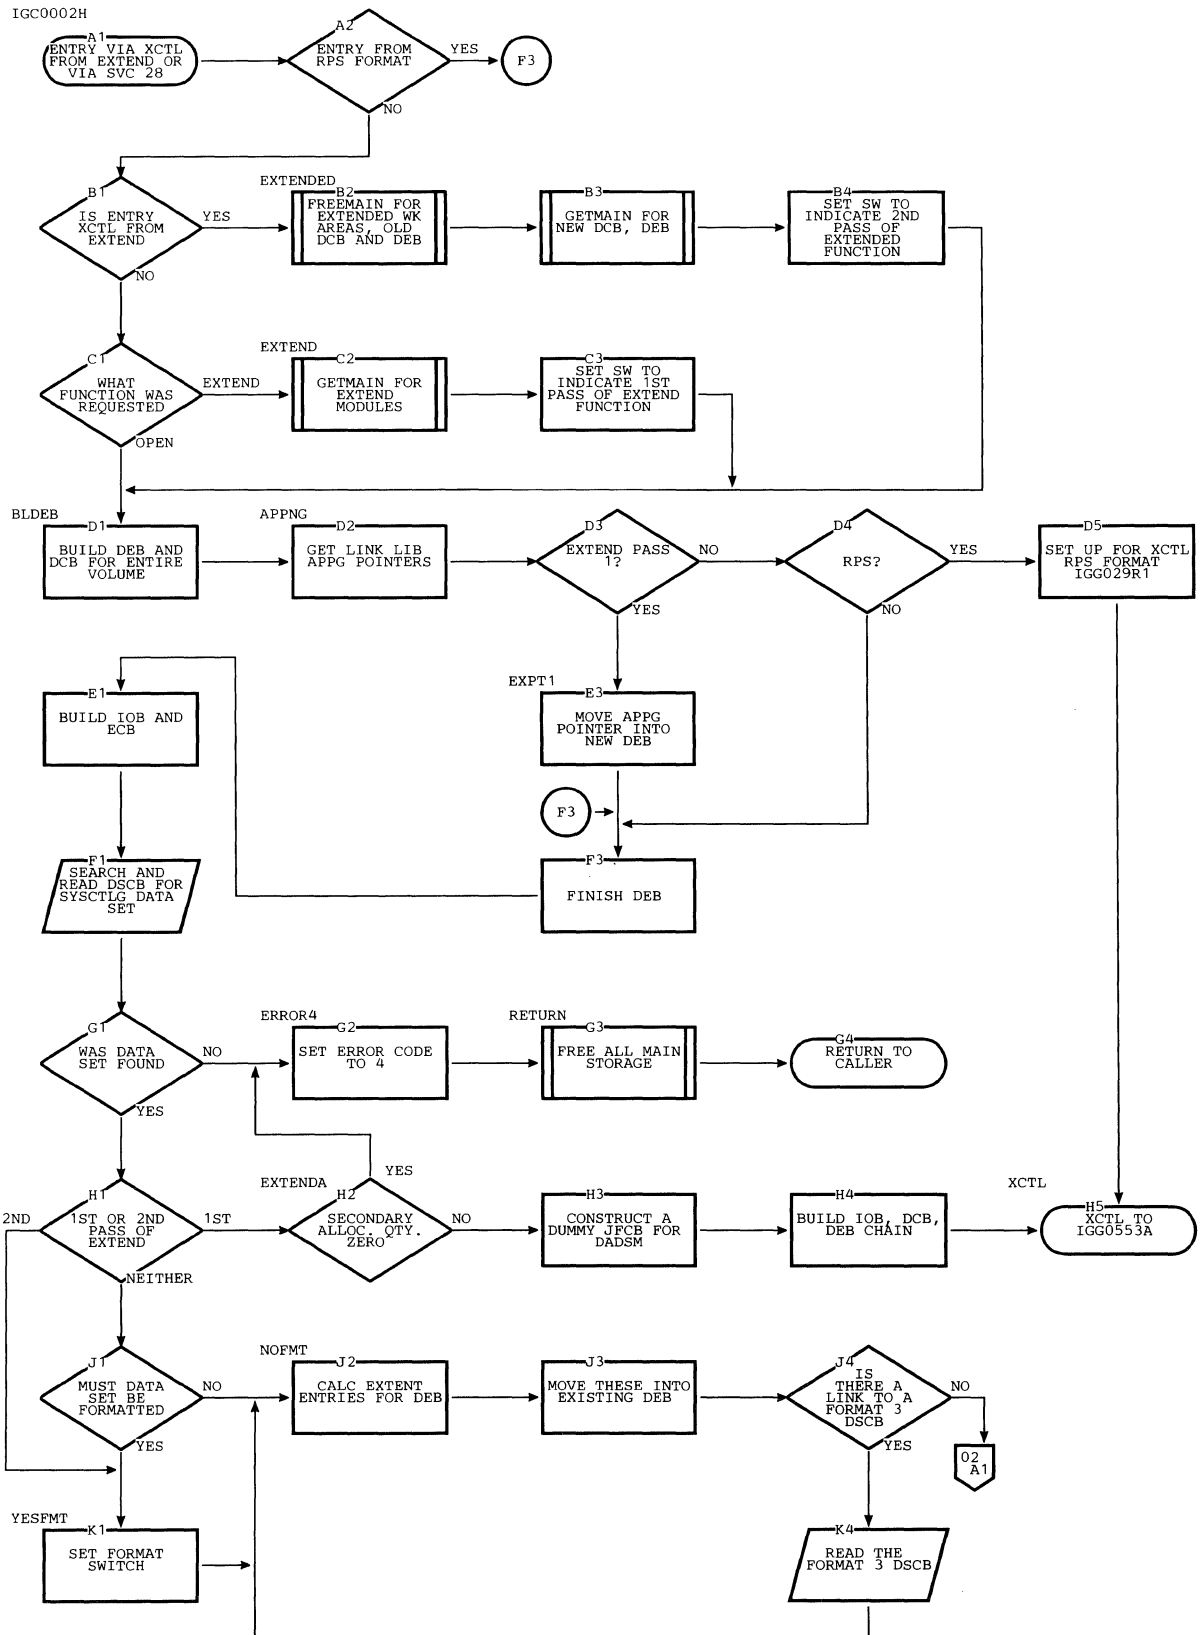 IGC0002H
A1
ENTRY VIA XCTL
FROM EXTEND OR
VIA SVC 28
A2
ENTRY FROM
RPS FORMAT
YES
F3
NO
B1
IS ENTRY
XCTL FROM
EXTEND
YES
NO
EXTENDED
B2
FREEMAIN FOR
EXTENDED WK
AREAS, OLD
DCB AND DEB
B3
GETMAIN FOR
NEW DCB, DEB
B4
SET SW TO
INDICATE 2ND
PASS OF
EXTENDED
FUNCTION
C1
WHAT
FUNCTION WAS
REQUESTED
EXTEND
OPEN
EXTEND
C2
GETMAIN FOR
EXTEND
MODULES
C3
SET SW TO
INDICATE 1ST
PASS OF EXTEND
FUNCTION
BLDEB
D1
BUILD DEB AND
DCB FOR ENTIRE
VOLUME
APPNG
D2
GET LINK LIB
APPG POINTERS
D3
EXTEND PASS
1?
NO
YES
D4
RPS?
YES
NO
D5
SET UP FOR XCTL
RPS FORMAT
IGG029R1
E1
BUILD IOB AND
ECB
EXPT1
E3
MOVE APPG
POINTER INTO
NEW DEB
F3
F1
SEARCH AND
READ DSCB FOR
SYSCTLG DATA
SET
F3
FINISH DEB
G1
WAS DATA
SET FOUND
NO
YES
ERROR4
G2
SET ERROR CODE
TO 4
RETURN
G3
FREE ALL MAIN
STORAGE
G4
RETURN TO
CALLER
H1
1ST OR 2ND
PASS OF
EXTEND
2ND
1ST
NEITHER
EXTENDA
H2
SECONDARY
ALLOC. QTY.
ZERO
YES
NO
H3
CONSTRUCT A
DUMMY JFCB FOR
DADSM
H4
BUILD IOB, DCB,
DEB CHAIN
XCTL
H5
XCTL TO
IGG0553A
J1
MUST DATA
SET BE
FORMATTED
NO
YES
NOFMT
J2
CALC EXTENT
ENTRIES FOR DEB
J3
MOVE THESE INTO
EXISTING DEB
J4
IS
THERE A
LINK TO A
FORMAT 3
DSCB
NO
YES
02
A1
YESFMT
K1
SET FORMAT
SWITCH
K4
READ THE
FORMAT 3 DSCB